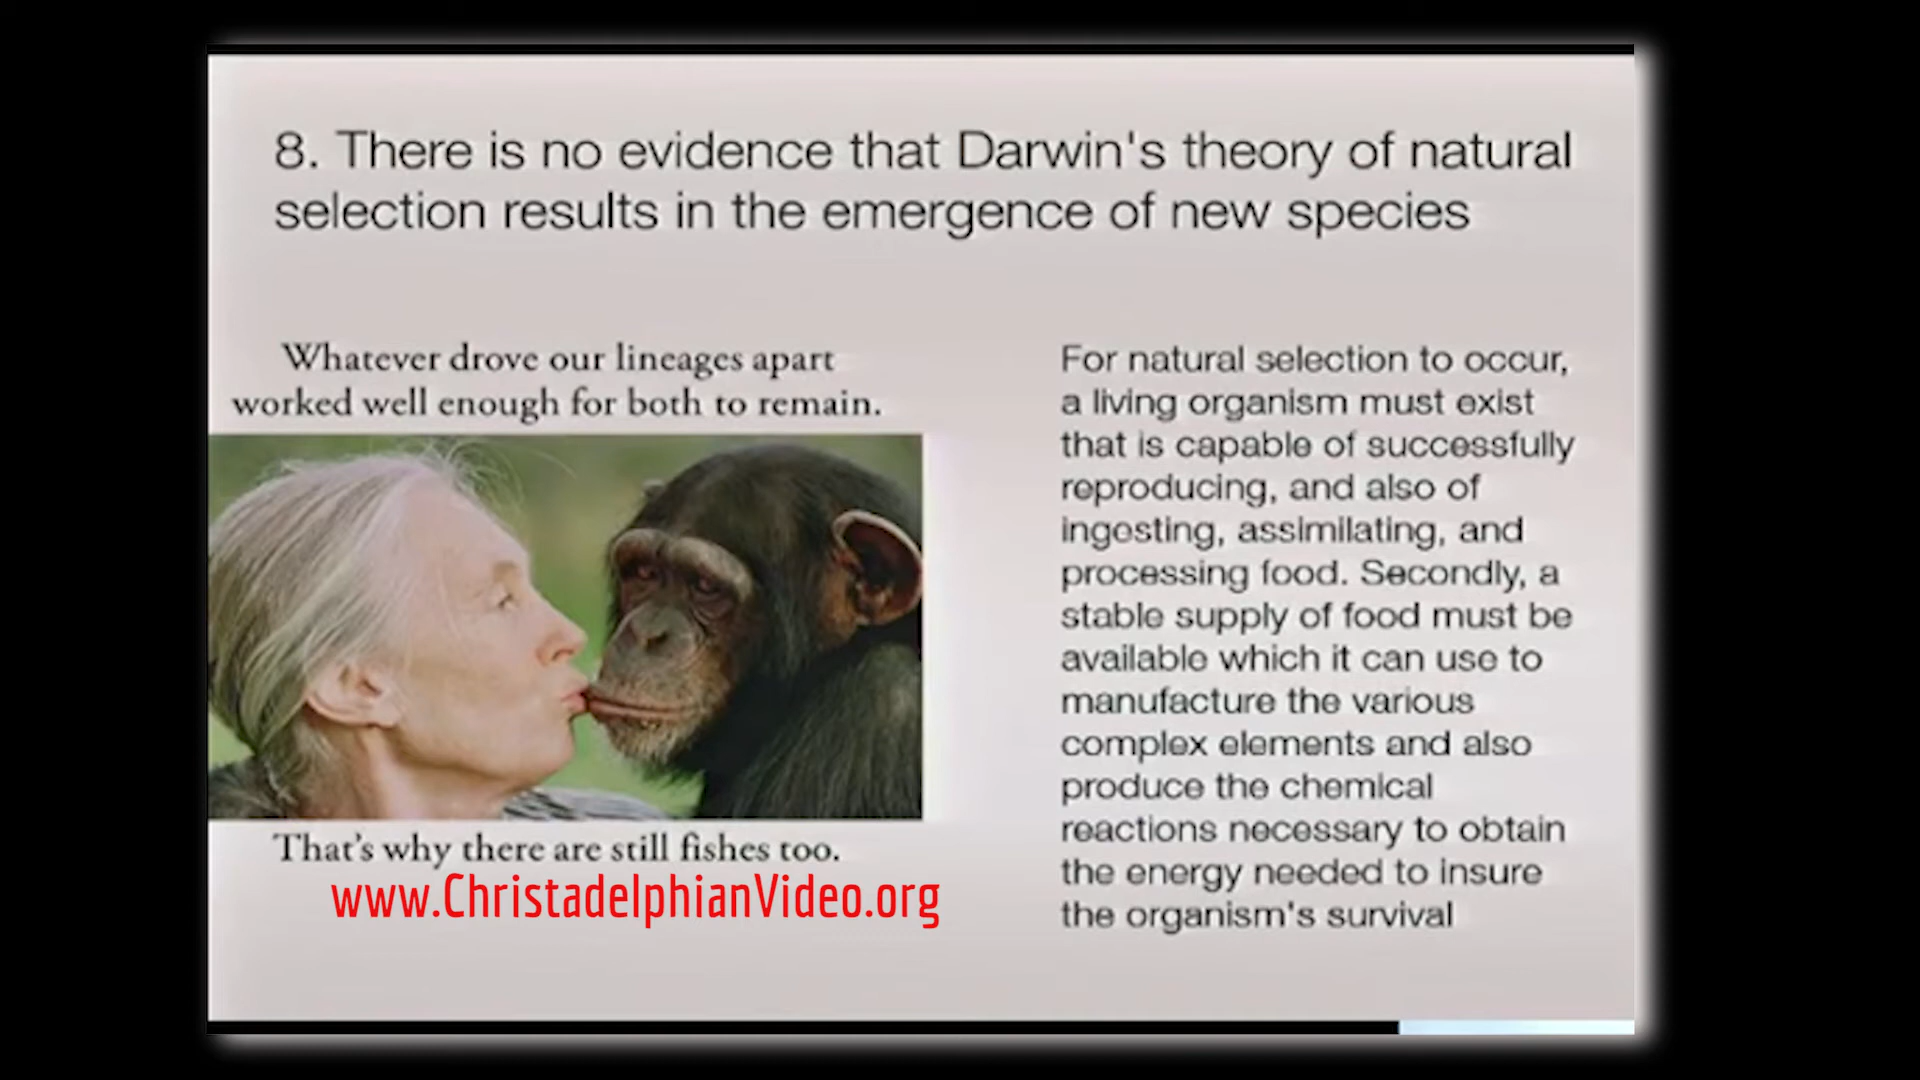 8. There is no evidence that Darwin's theory of natural
selection results in the emergence of new species
Whatever drove our lineages apart
worked well enough for both to remain.
That's why there are still fishes too.
www.ChristadelphianVideo.org
For natural selection to occur,
a living organism must exist
that is capable of successfully
reproducing, and also of
ingesting, assimilating, and
processing food. Secondly, a
stable supply of food must be
available which it can use to
manufacture the various
complex elements and also
produce the chemical
reactions necessary to obtain
the energy needed to insure
the organism's survival